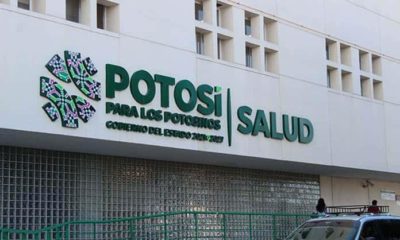 POTOSÍ
PARA LOS POTOSINOS
GOBIERNO DEL ESTADO 2021-2027
SALUD